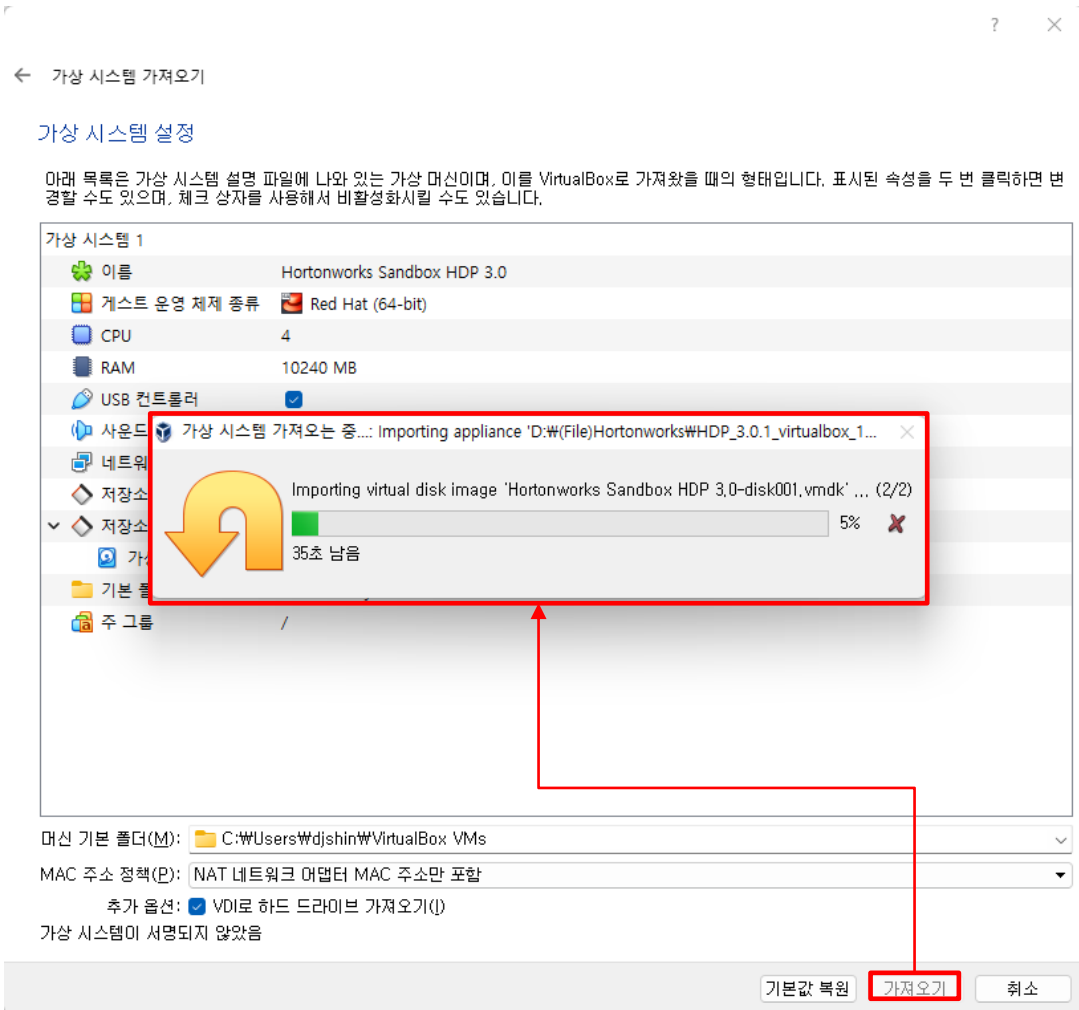 ?
가상 시스템 가져오기
가상 시스템 설정
아래 목록은 가상 시스템 설명 파일에 나와 있는 가상 머신이며, 이를 VirtualBox로 가져왔을 때의 형태입니다. 표시된 속성을 두 번 클릭하면 변
경할 수도 있으며, 체크 상자를 사용해서 비활성화시킬 수도 있습니다.
가상 시스템 1
이름 Hortonworks Sandbox HDP 3.0
게스트 운영 체제 종류 Red Hat (64-bit)
CPU 4
RAM 10240 MB
USB 컨트롤러
사운드
가상 시스템 가져오는 중...: Importing appliance 'D:₩(File)Hortonworks₩HDP_3.0.1_virtualbox_1...
네트워
저장소
Importing virtual disk image 'Hortonworks Sandbox HDP 3.0-disk001.vmdk' ... (2/2)
저장소
5%
35초 남음
기본
주 그룹 /
머신 기본 폴더(M): C:₩Users₩djshin₩VirtualBox VMs
MAC 주소 정책(P): NAT 네트워크 어댑터 MAC 주소만 포함
추가 옵션: VDI로 하드 드라이브 가져오기(I)
가상 시스템이 서명되지 않았음
기본값 복원 가져오기 취소